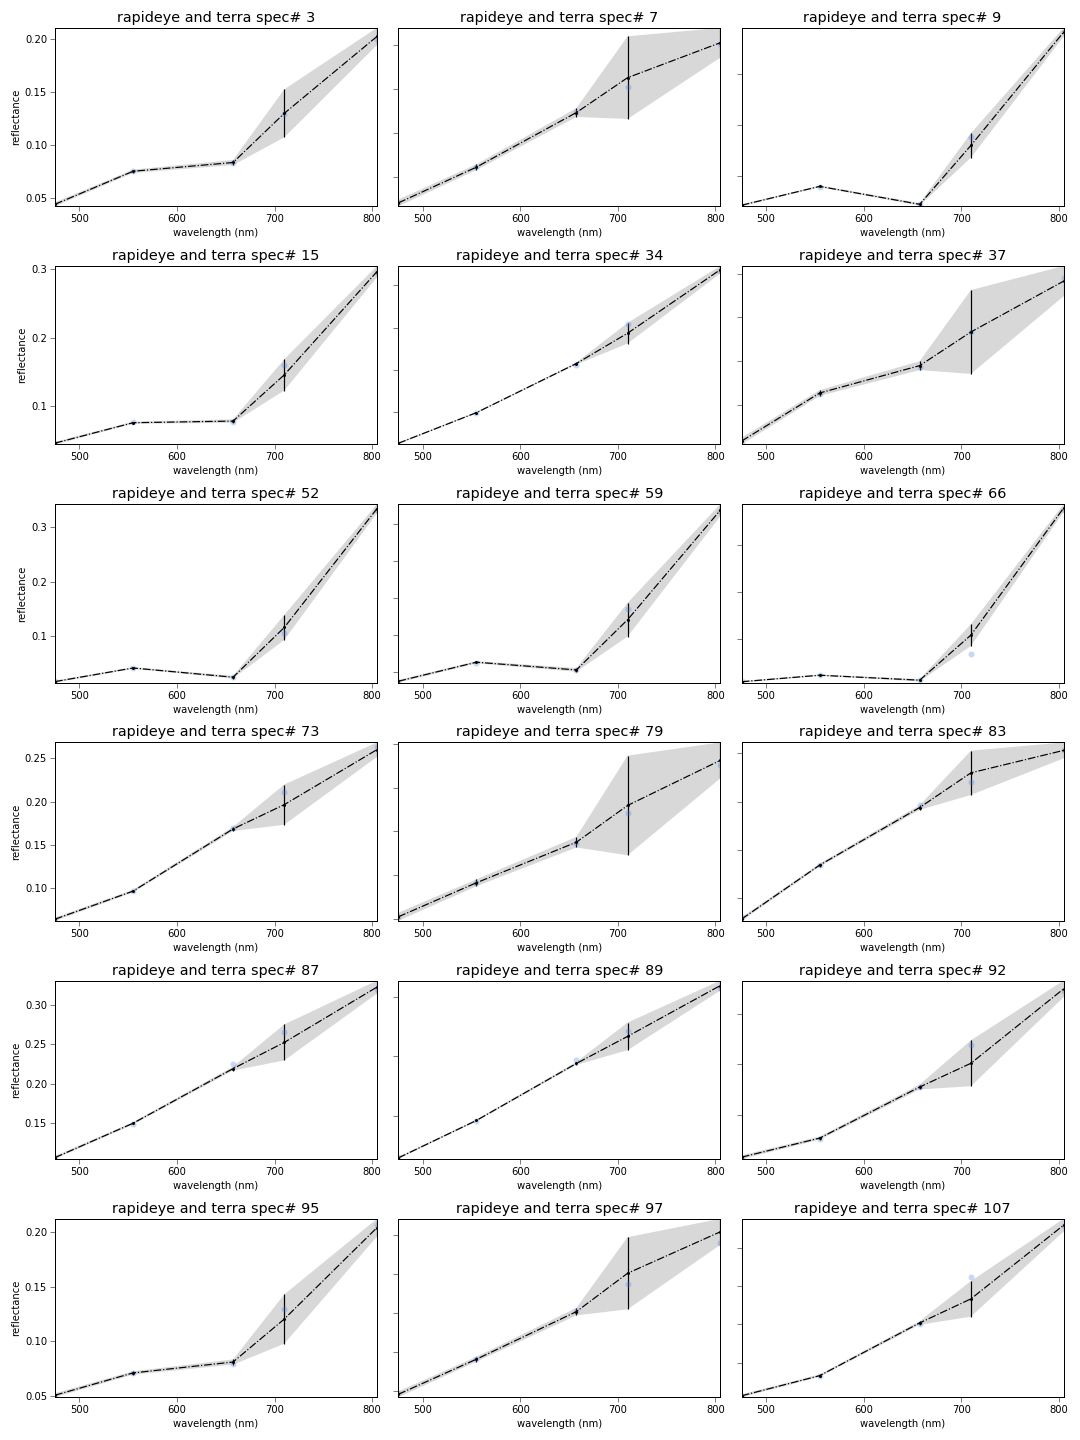 rapideye and terra spec# 3
rapideye and terra spec# 7
rapideye and terra spec# 9
0.20
0.15
0.10
0.05
reflectance
500 600 700 800
500 600 700 800
500 600 700 800
wavelength (nm)
wavelength (nm)
wavelength (nm)
rapideye and terra spec# 15
rapideye and terra spec# 34
rapideye and terra spec# 37
0.3
0.2
0.1
reflectance
500 600 700 800
500 600 700 800
500 600 700 800
wavelength (nm)
wavelength (nm)
wavelength (nm)
rapideye and terra spec# 52
rapideye and terra spec# 59
rapideye and terra spec# 66
0.3
0.2
0.1
reflectance
500 600 700 800
500 600 700 800
500 600 700 800
wavelength (nm)
wavelength (nm)
wavelength (nm)
rapideye and terra spec# 73
rapideye and terra spec# 79
rapideye and terra spec# 83
0.25
0.20
0.15
0.10
reflectance
500 600 700 800
500 600 700 800
500 600 700 800
wavelength (nm)
wavelength (nm)
wavelength (nm)
rapideye and terra spec# 87
rapideye and terra spec# 89
rapideye and terra spec# 92
0.30
0.25
0.20
0.15
reflectance
500 600 700 800
500 600 700 800
500 600 700 800
wavelength (nm)
wavelength (nm)
wavelength (nm)
rapideye and terra spec# 95
rapideye and terra spec# 97
rapideye and terra spec# 107
0.20
0.15
0.10
0.05
reflectance
500 600 700 800
500 600 700 800
500 600 700 800
wavelength (nm)
wavelength (nm)
wavelength (nm)